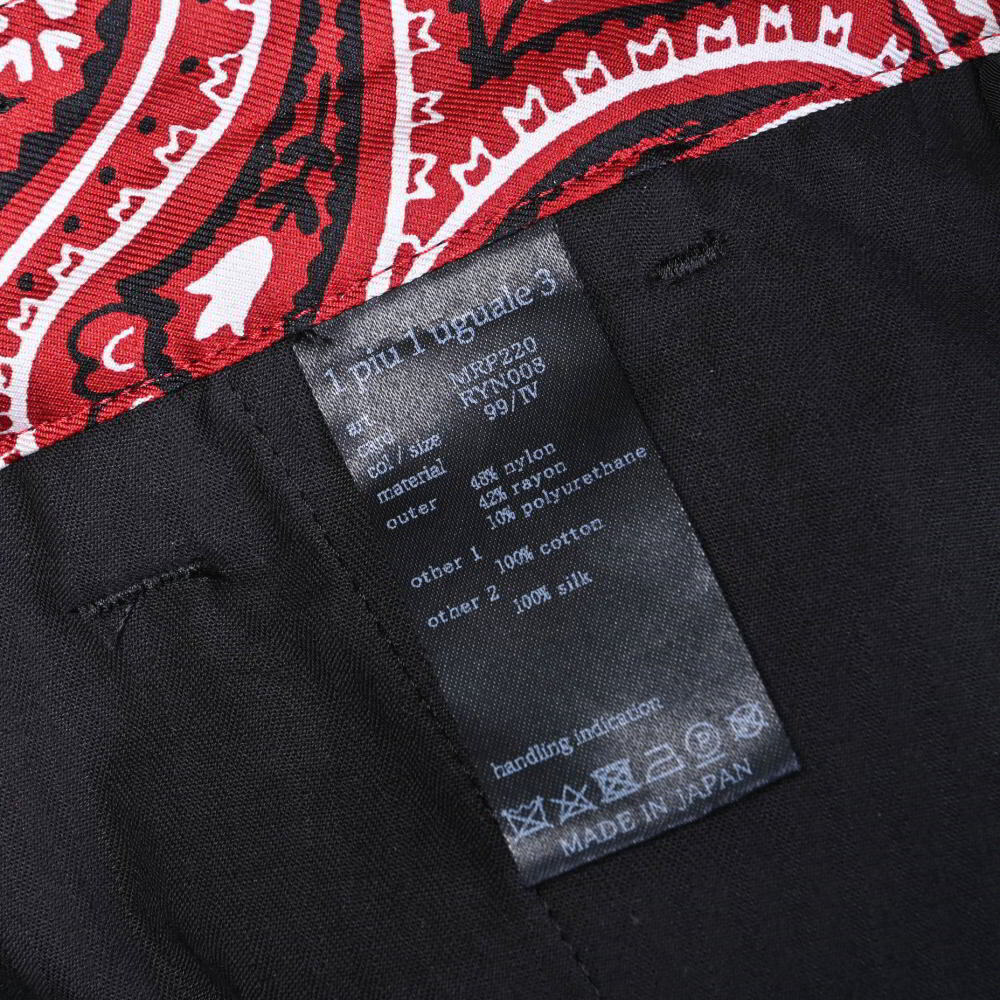 1 piu 1 uguale 3
art MRP220
card RYN008
col / size 99/IV
material
outer 48% nylon
42% rayon
10% polyurethane
other 1 100% cotton
other 2 100% silk
handling indication
MADE IN JAPAN